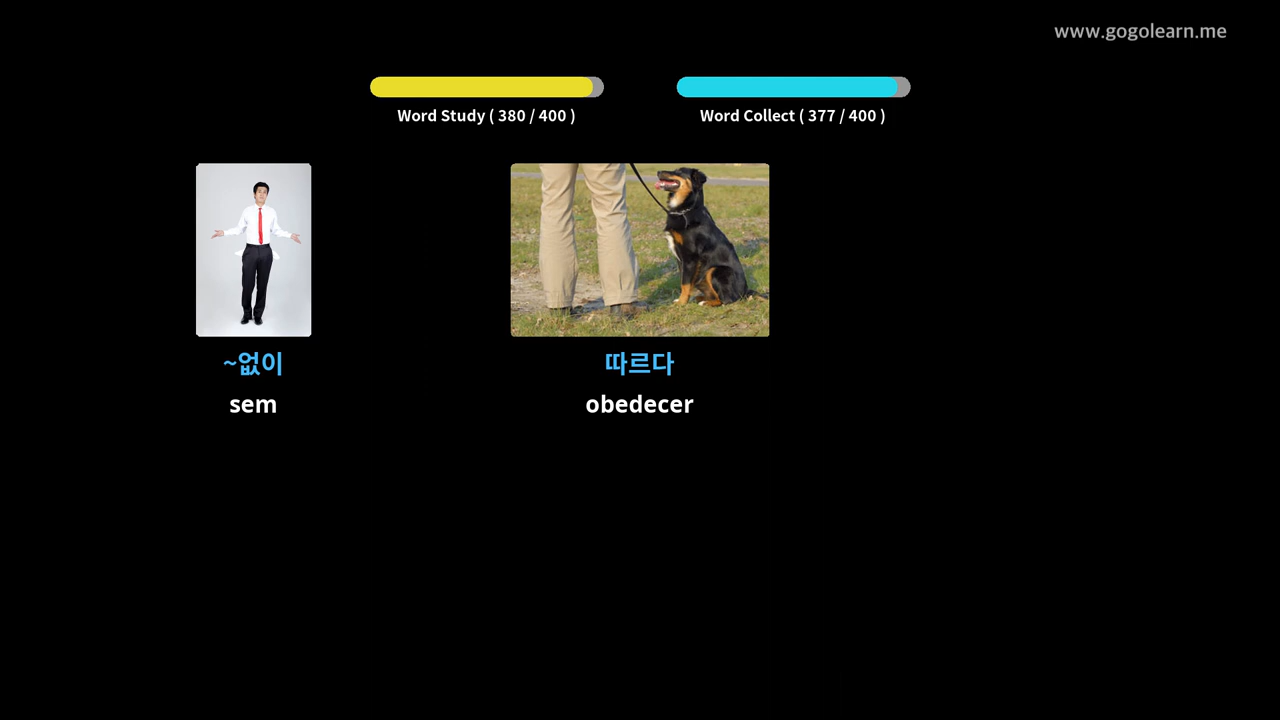 www.gogolearn.me
Word Study ( 380 / 400 )
Word Collect ( 377 / 400 )
~없이
sem
따르다
obedecer